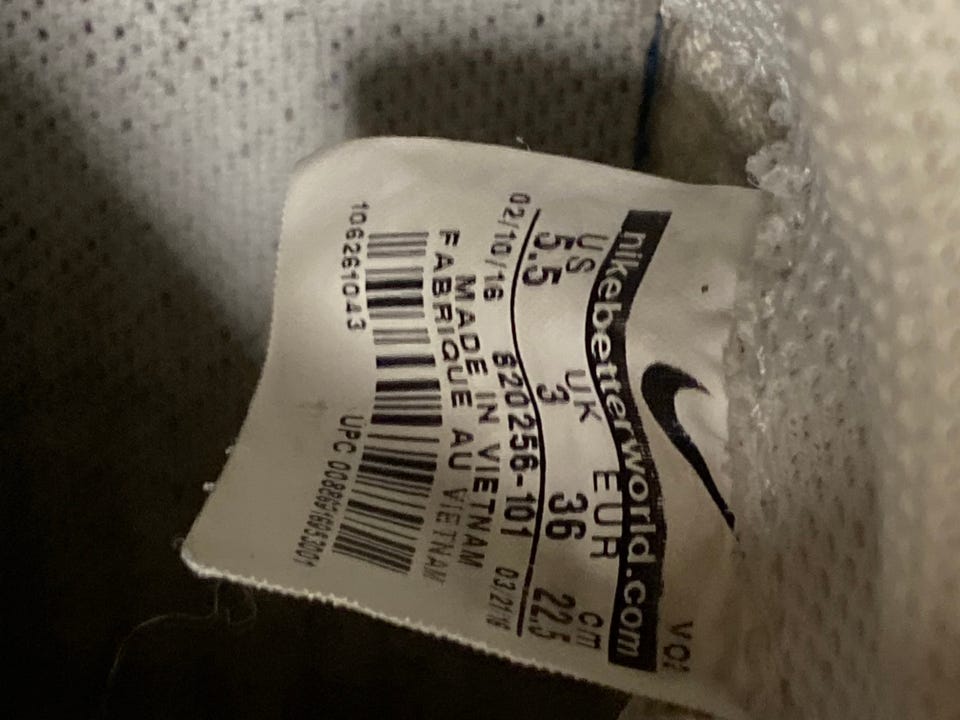 nikebetterworld.com
US UK EUR cm
5.5 3 36 22.5
02/10/16 820256-101 03/21/16
MADE IN VIETNAM
FABRIQUE AU VIETNAM
106261043